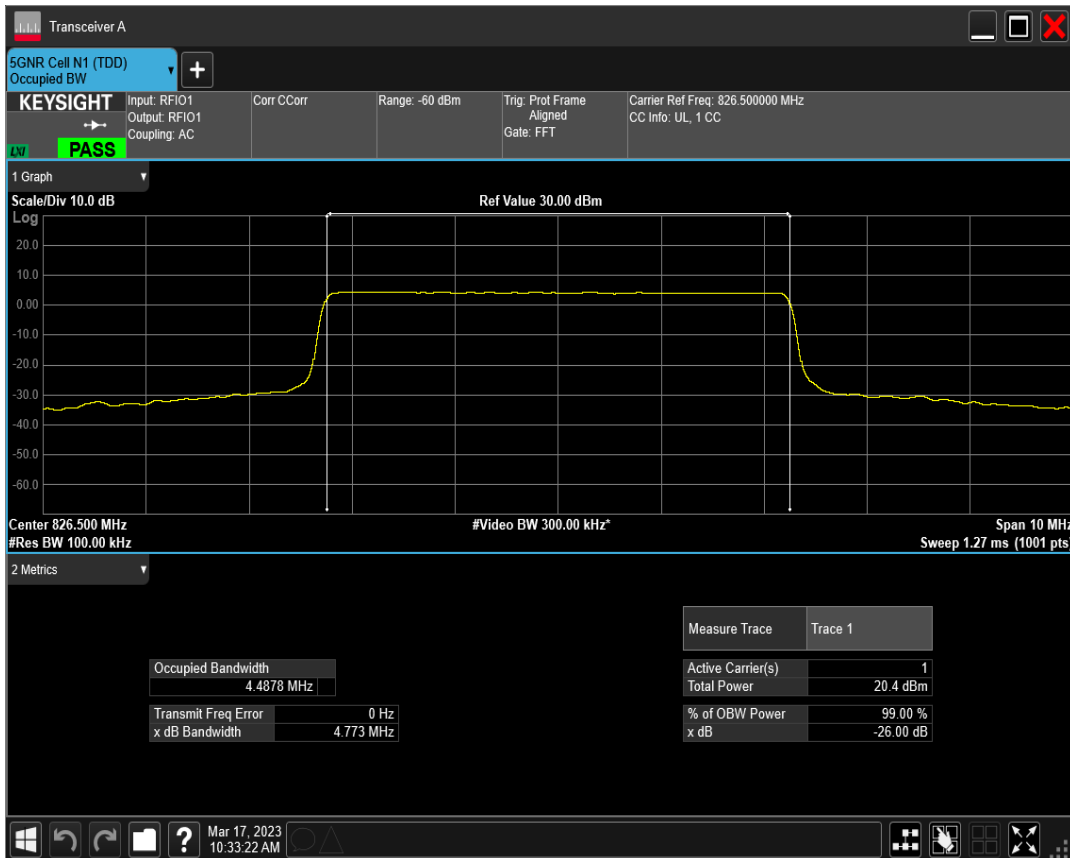 Transceiver A
5GNR Cell N1 (TDD)
Occupied BW
+
KEYSIGHT
LXI
PASS
Input: RFIO1
Output: RFIO1
Coupling: AC
Corr CCorr
Range: -60 dBm
Trig: Prot Frame
Aligned
Gate: FFT
Carrier Ref Freq: 826.500000 MHz
CC Info: UL, 1 CC
1 Graph
Scale/Div 10.0 dB
Ref Value 30.00 dBm
Log
20.0
10.0
0.00
-10.0
-20.0
-30.0
-40.0
-50.0
-60.0
Center 826.500 MHz
#Video BW 300.00 kHz*
Span 10 MHz
#Res BW 100.00 kHz
Sweep 1.27 ms (1001 pts)
2 Metrics
Measure Trace Trace 1
Occupied Bandwidth
4.4878 MHz
Active Carrier(s) 1
Total Power 20.4 dBm
Transmit Freq Error 0 Hz
x dB Bandwidth 4.773 MHz
% of OBW Power 99.00 %
x dB -26.00 dB
?
Mar 17, 2023
10:33:22 AM